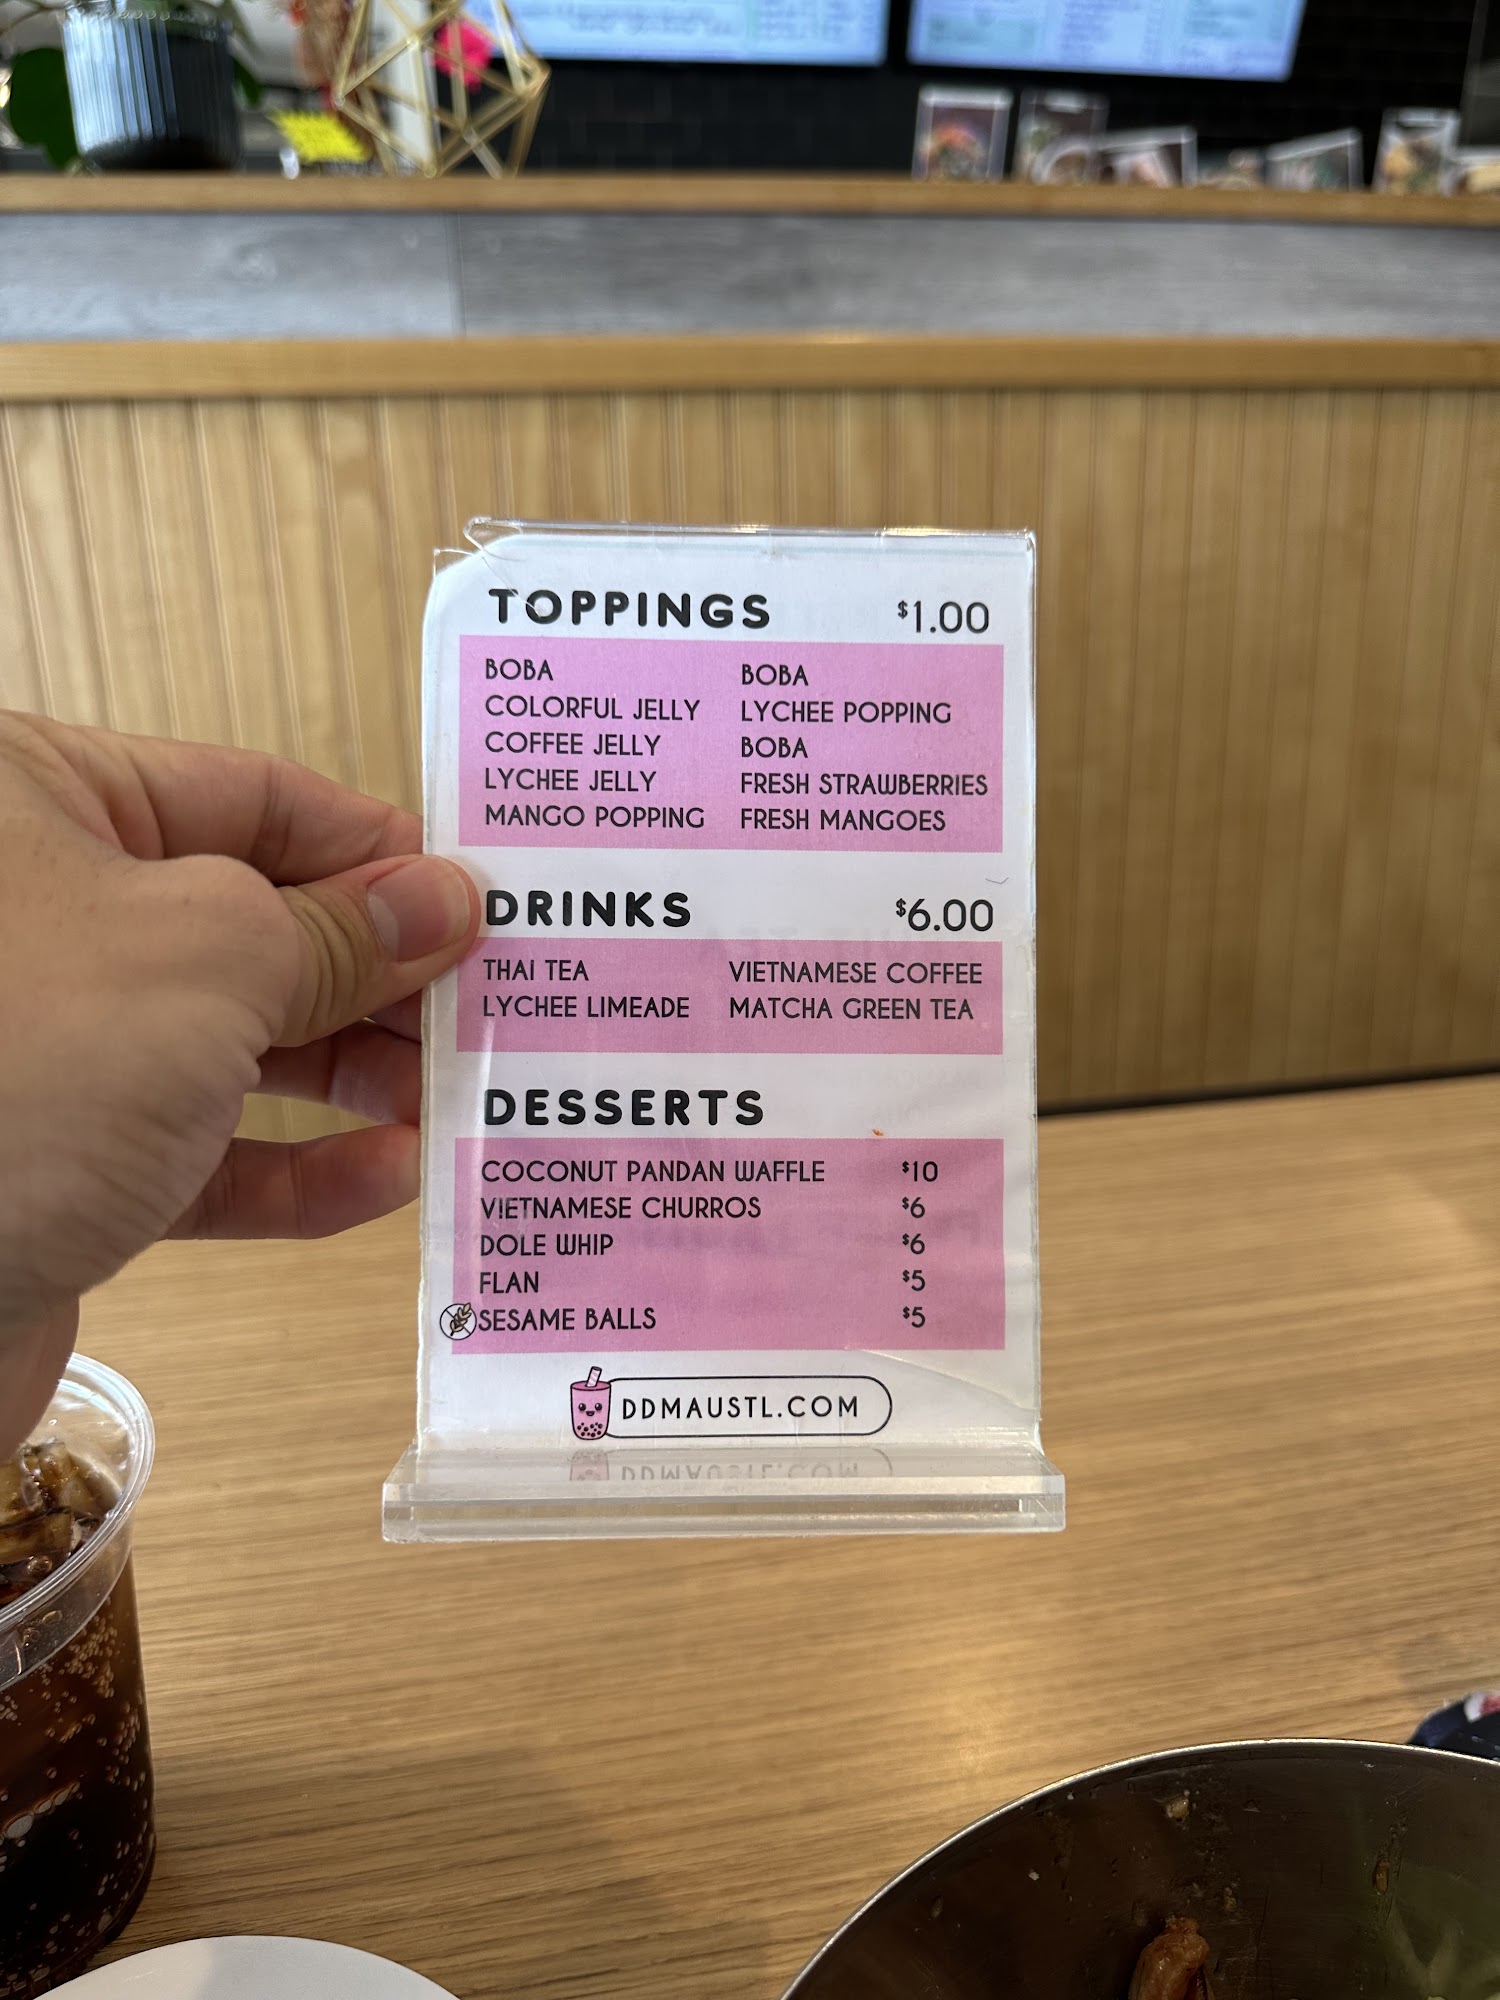 TOPPINGS $1.00
BOBA
COLORFUL JELLY
COFFEE JELLY
LYCHEE JELLY
MANGO POPPING
BOBA
LYCHEE POPPING
BOBA
FRESH STRAWBERRIES
FRESH MANGOES
DRINKS $6.00
THAI TEA
LYCHEE LIMEADE
VIETNAMESE COFFEE
MATCHA GREEN TEA
DESSERTS
COCONUT PANDAN WAFFLE $10
VIETNAMESE CHURROS $6
DOLE WHIP $6
FLAN $5
SESAME BALLS $5
DDMAUSTL.COM